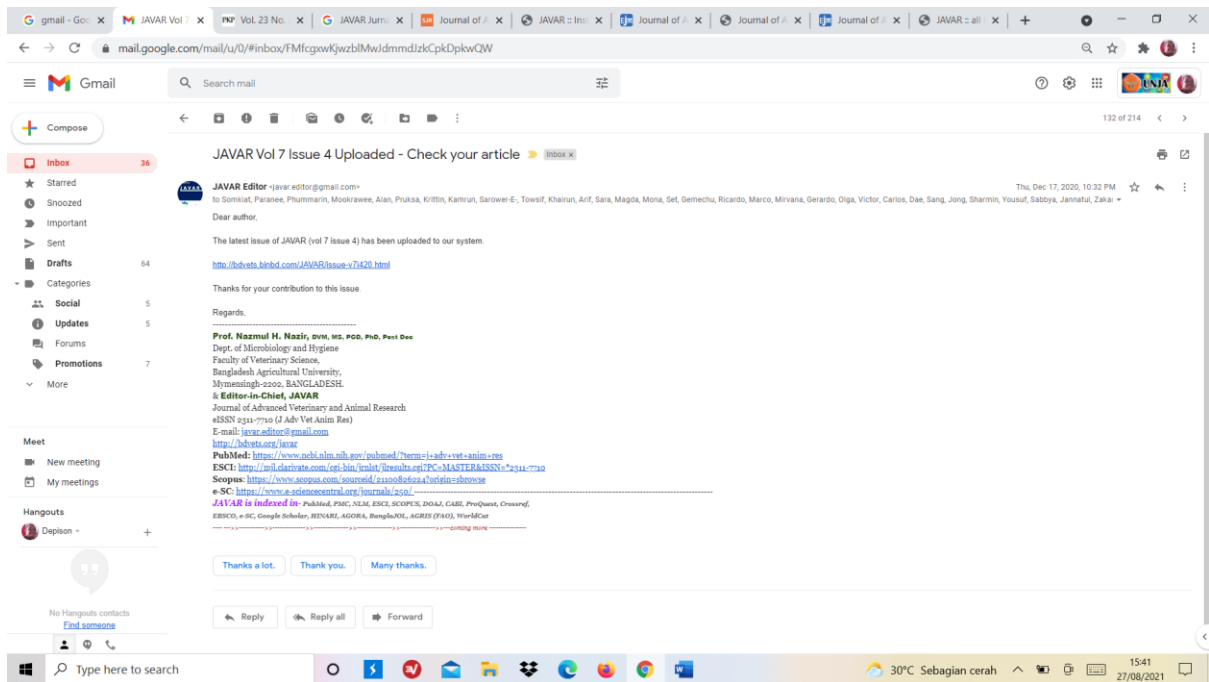 gmail - Goo
JAVAR Vol 7
PKP Vol. 23 No.
JAVAR Jurna
SJR Journal of A
JAVAR :: Inst
Journal of A
Journal of A
Journal of A
JAVAR :: all
mail.google.com/mail/u/0/#inbox/FMfcgxwKjwzblMwJdmmdJzkCpkDpkwQW
Gmail
Search mail
UNJA
Compose
132 of 214
Inbox 36
Starred
Snoozed
Important
Sent
Drafts 64
Categories
Social 5
Updates 5
Forums
Promotions 7
More
Meet
New meeting
My meetings
Hangouts
Depison
No Hangouts contacts
Find someone
JAVAR Vol 7 Issue 4 Uploaded - Check your article Inbox x
JAVAR
JAVAR Editor <javar.editor@gmail.com> Thu, Dec 17, 2020, 10:32 PM
to Somkiat, Paranee, Phummarin, Mookrawee, Alan, Pruksa, Krittin, Kamrun, Sarower-E-, Towsif, Khairun, Arif, Sara, Magda, Mona, Set, Gemechu, Ricardo, Marco, Mirvana, Gerardo, Olga, Victor, Carlos, Dae, Sang, Jong, Sharmin, Yousuf, Sabbya, Jannatul, Zakar
Dear author,
The latest issue of JAVAR (vol 7 issue 4) has been uploaded to our system.
http://bdvets.binbd.com/JAVAR/issue-v7i420.html
Thanks for your contribution to this issue.
Regards,
----------------------------------------------
Prof. Nazmul H. Nazir, DVM, MS, PGD, PhD, Post Doc
Dept. of Microbiology and Hygiene
Faculty of Veterinary Science,
Bangladesh Agricultural University,
Mymensingh-2202, BANGLADESH.
& Editor-in-Chief, JAVAR
Journal of Advanced Veterinary and Animal Research
eISSN 2311-7710 (J Adv Vet Anim Res)
E-mail: javar.editor@gmail.com
http://bdvets.org/javar
PubMed: https://www.ncbi.nlm.nih.gov/pubmed/?term=j+adv+vet+anim+res
ESCI: http://mjl.clarivate.com/cgi-bin/jrnlst/jlresults.cgi?PC=MASTER&ISSN=*2311-7710
Scopus: https://www.scopus.com/sourceid/21100826224?origin=sbrowse
e-SC: https://www.e-sciencecentral.org/journals/250/
JAVAR is indexed in- PubMed, PMC, NLM, ESCI, SCOPUS, DOAJ, CABI, ProQuest, Crossref,
EBSCO, e-SC, Google Scholar, HINARI, AGORA, BanglaJOL, AGRIS (FAO), WorldCat
---- --->>-------------->>-------------->>-------------->>-------------->>---coming more ---------------
Thanks a lot.
Thank you.
Many thanks.
Reply
Reply all
Forward
Type here to search
30°C Sebagian cerah
15:41
27/08/2021